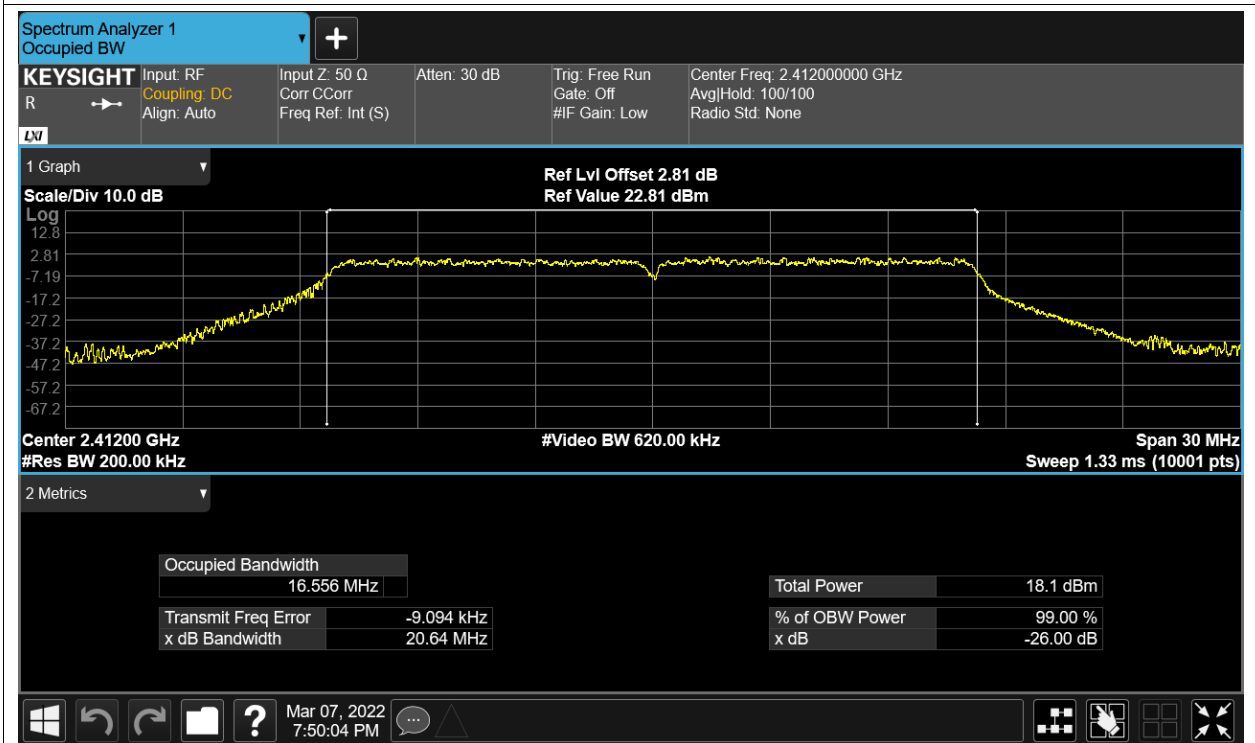 Spectrum Analyzer 1
Occupied BW
KEYSIGHT
R
LXI
Input: RF
Coupling: DC
Align: Auto
Input Z: 50 Ω
Corr CCorr
Freq Ref: Int (S)
Atten: 30 dB
Trig: Free Run
Gate: Off
#IF Gain: Low
Center Freq: 2.412000000 GHz
Avg|Hold: 100/100
Radio Std: None
1 Graph
Scale/Div 10.0 dB
Ref Lvl Offset 2.81 dB
Ref Value 22.81 dBm
Log
12.8
2.81
-7.19
-17.2
-27.2
-37.2
-47.2
-57.2
-67.2
Center 2.41200 GHz
#Video BW 620.00 kHz
Span 30 MHz
#Res BW 200.00 kHz
Sweep 1.33 ms (10001 pts)
2 Metrics
Occupied Bandwidth
16.556 MHz
Total Power 18.1 dBm
Transmit Freq Error -9.094 kHz
% of OBW Power 99.00 %
x dB Bandwidth 20.64 MHz
x dB -26.00 dB
?
Mar 07, 2022
7:50:04 PM